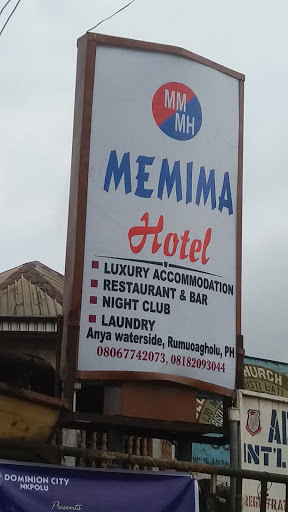 MM
MH
MEMIMA
Hotel
LUXURY ACCOMMODATION
RESTAURANT & BAR
NIGHT CLUB
LAUNDRY
Anya waterside, Rumuoagholu, PH
08067742073, 08182093044
DOMINION CITY
NKPOLU
Presents
INT'L